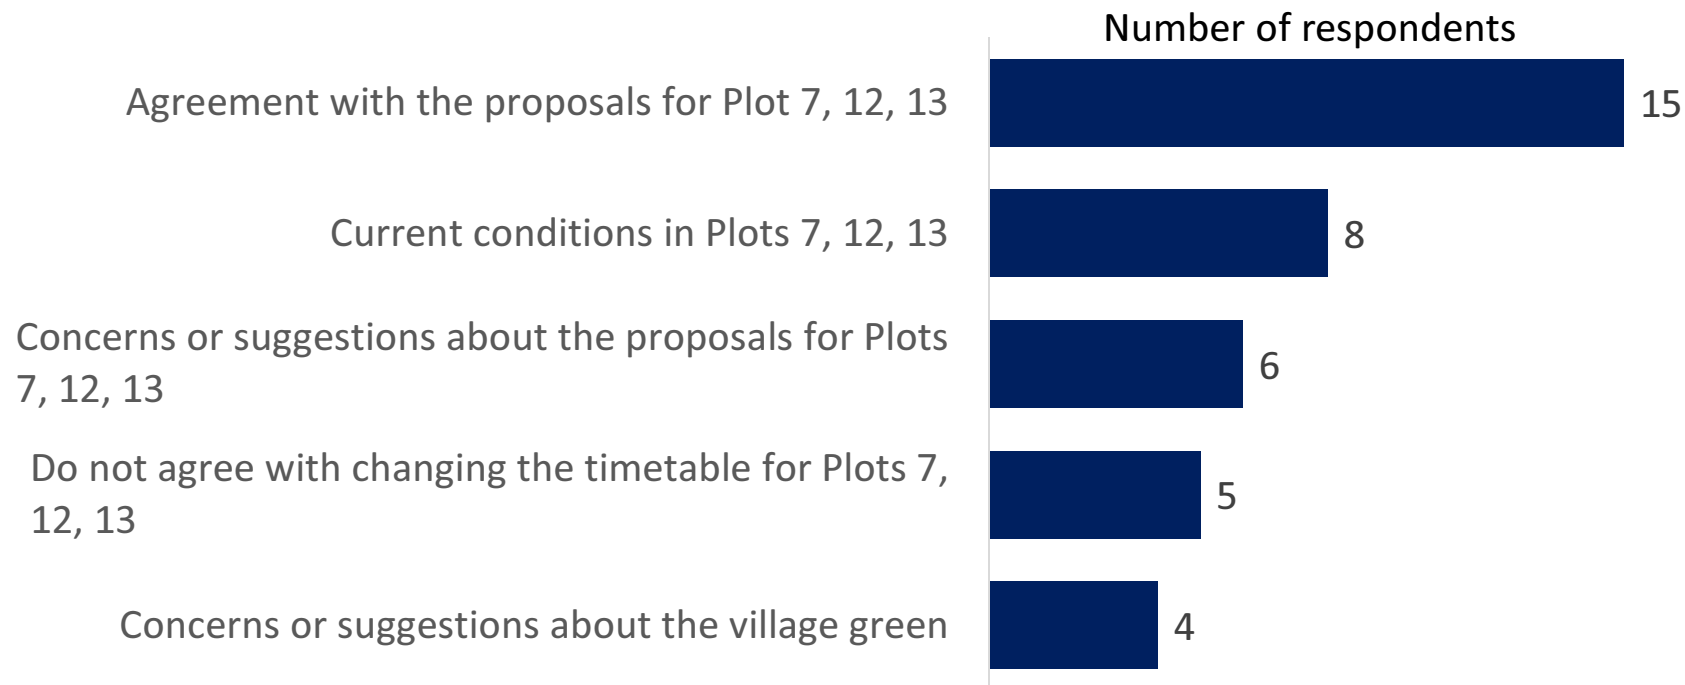 Number of respondents
Agreement with the proposals for Plot 7, 12, 13
15
Current conditions in Plots 7, 12, 13
8
Concerns or suggestions about the proposals for Plots
7, 12, 13
6
Do not agree with changing the timetable for Plots 7,
12, 13
5
Concerns or suggestions about the village green
4